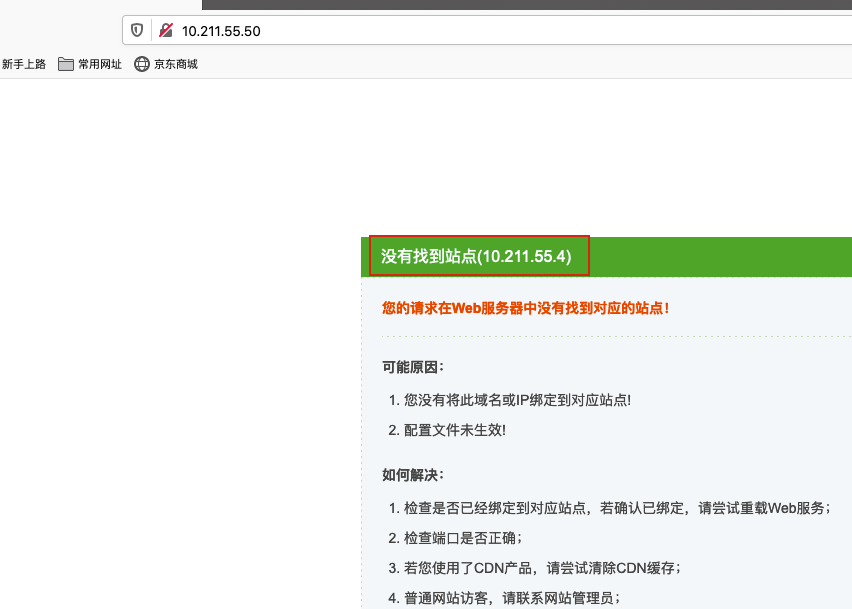 10.211.55.50
新手上路 常用网址 京东商城
没有找到站点(10.211.55.4)
您的请求在Web服务器中没有找到对应的站点！
可能原因：
1. 您没有将此域名或IP绑定到对应站点!
2. 配置文件未生效!
如何解决：
1. 检查是否已经绑定到对应站点，若确认已绑定，请尝试重载Web服务；
2. 检查端口是否正确；
3. 若您使用了CDN产品，请尝试清除CDN缓存；
4. 普通网站访客，请联系网站管理员；